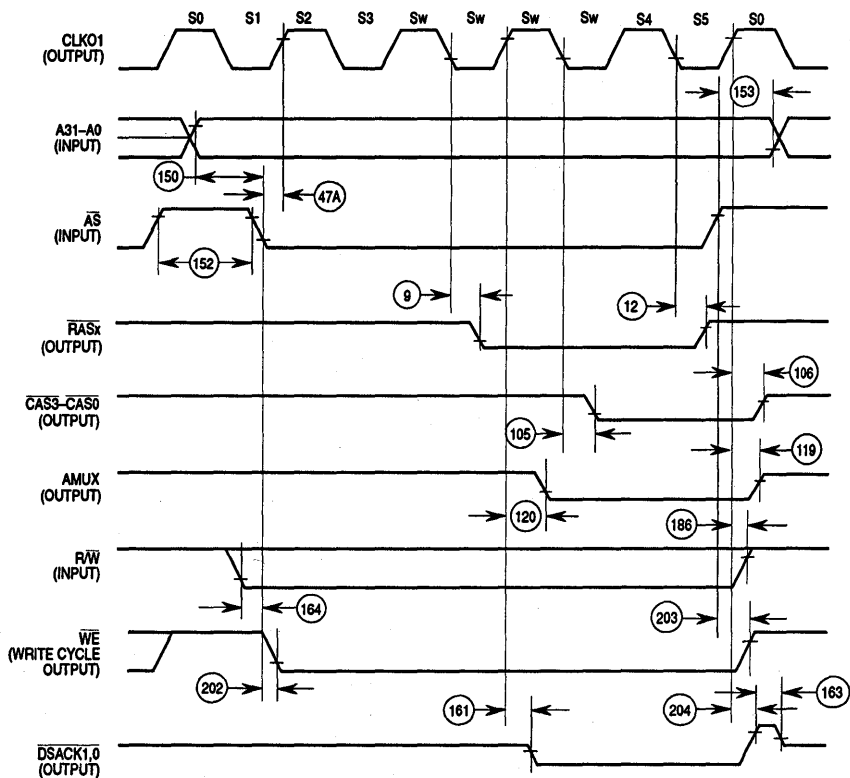 S0 S1 S2 S3 Sw Sw Sw Sw S4 S5 S0
CLKO1
(OUTPUT)
153
A31–A0
(INPUT)
150
47A
AS
(INPUT)
152
9
12
RASx
(OUTPUT)
106
CAS3–CAS0
(OUTPUT)
105
119
AMUX
(OUTPUT)
120
186
R/W
(INPUT)
164
203
WE
(WRITE CYCLE
OUTPUT)
202
161
204
163
DSACK1,0
(OUTPUT)